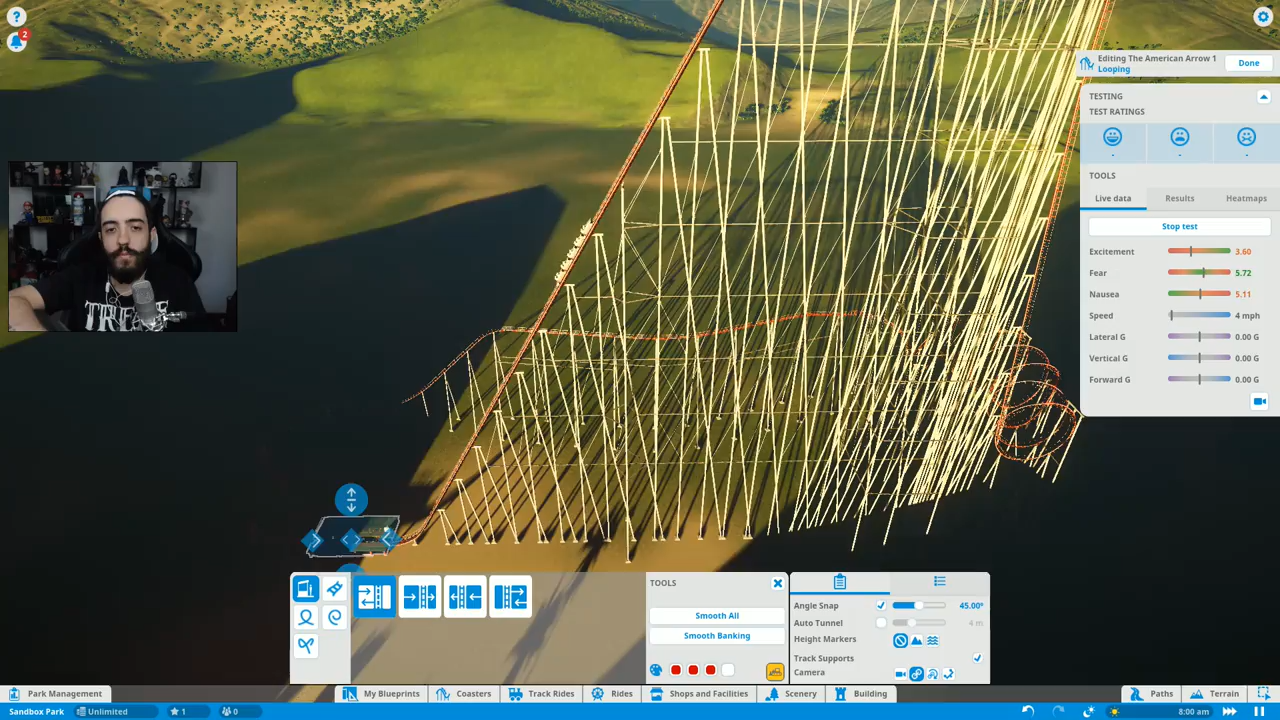 ?
2
Editing The American Arrow 1
Looping
Done
TESTING
TEST RATINGS
-
-
-
TOOLS
Live data
Results
Heatmaps
Stop test
Excitement
3.60
Fear
5.72
Nausea
5.11
Speed
4 mph
Lateral G
0.00 G
Vertical G
0.00 G
Forward G
0.00 G
TRUE
TOOLS
Smooth All
Smooth Banking
Angle Snap
45.00°
Auto Tunnel
4 m
Height Markers
Track Supports
Camera
Park Management
My Blueprints
Coasters
Track Rides
Rides
Shops and Facilities
Scenery
Building
Paths
Terrain
Sandbox Park
Unlimited
1
0
8:00 am